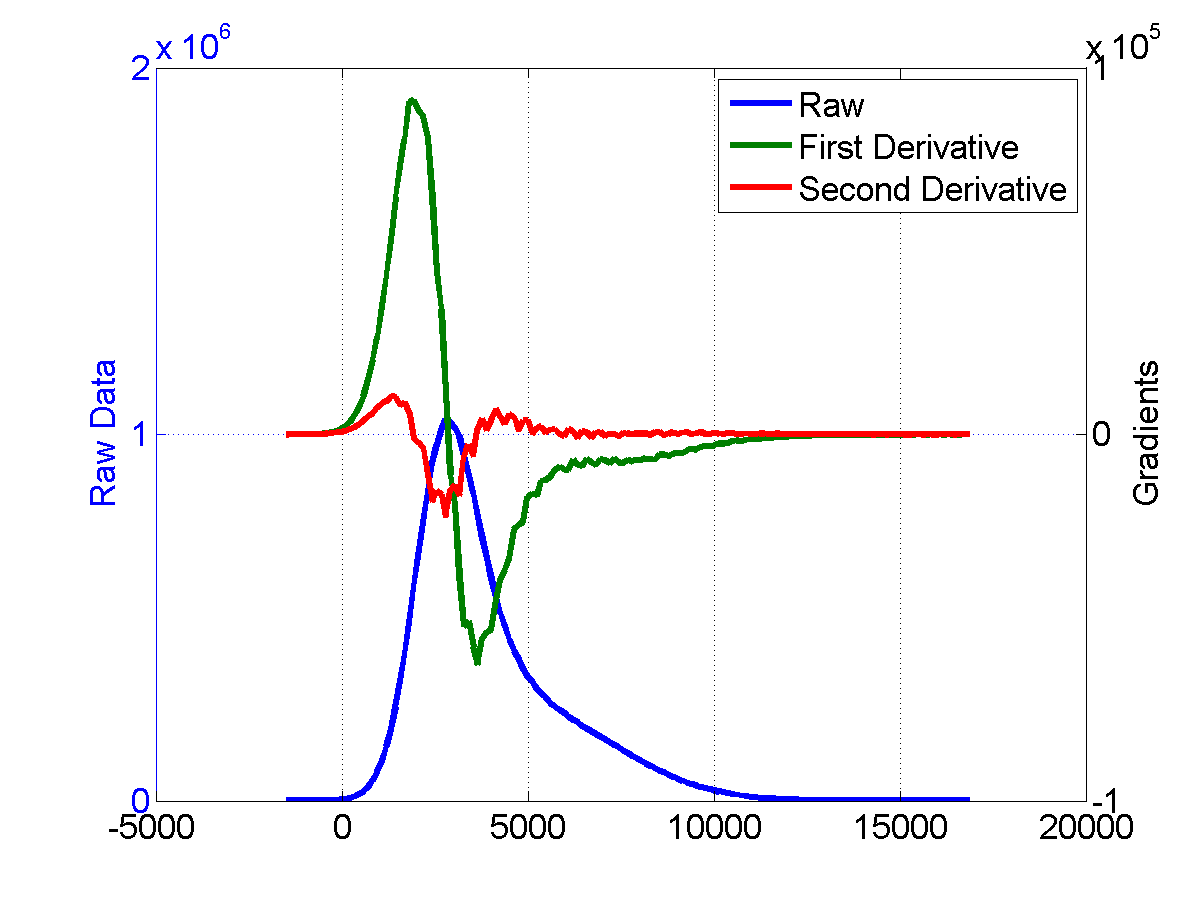 x 10^6
x 10^5
2
1
Raw
First Derivative
Second Derivative
Raw Data
1
0
Gradients
0
-1
-5000
0
5000
10000
15000
20000